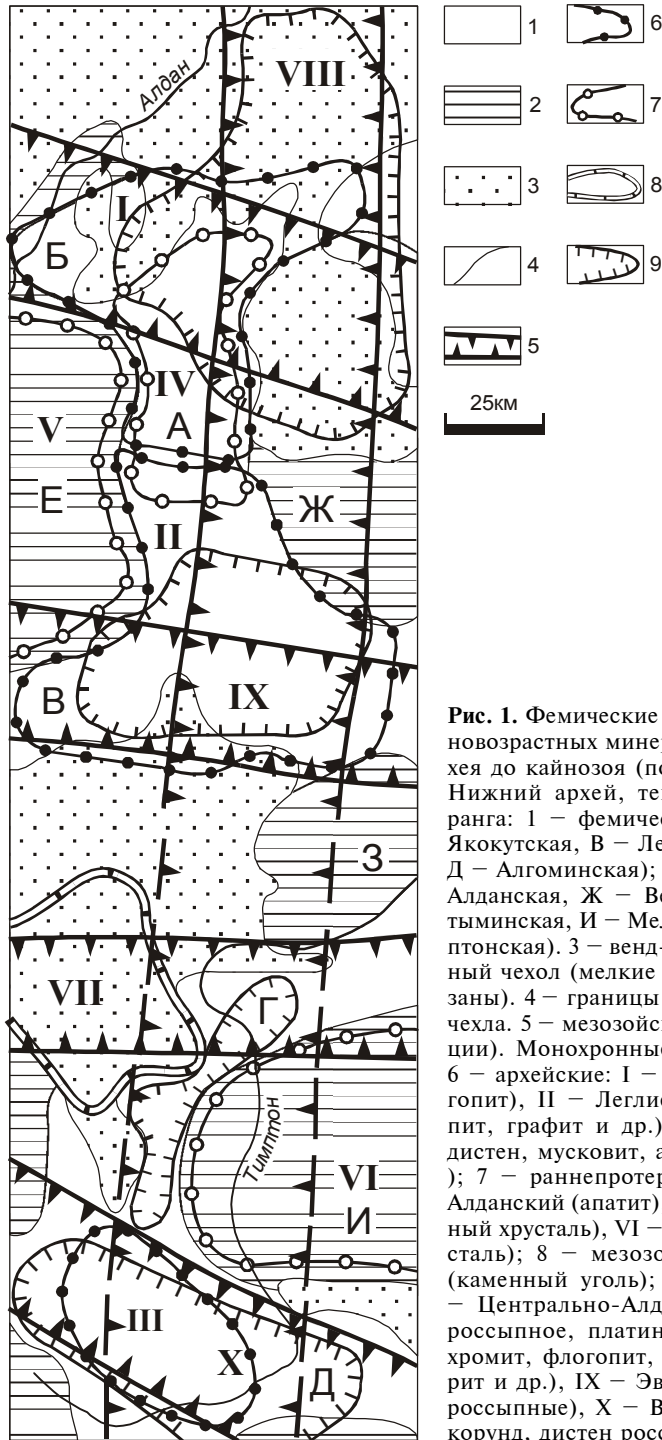 Алдан
VIII
I
Б
IV
А
V
Е
Ж
II
В
IX
З
VII
Г
Тимптон
VI
И
III
X
Д
1
2
3
4
5
6
7
8
9
25км
Рис. 1. Фемические
новозрастных минер
хея до кайнозоя (по
Нижний архей, те
ранга: 1 – фемичес
Якокутская, В – Ле
Д – Алгоминская);
Алданская, Ж – Ве
тыминская, И – Мел
птонская). 3 – венд-
ный чехол (мелкие
заны). 4 – границы
чехла. 5 – мезозойс
ции). Монохронные
6 – архейские: I –
гопит), II – Леглие
пит, графит и др.)
дистен, мусковит, а
); 7 – раннепротер
Алданский (апатит)
ный хрусталь), VI –
сталь); 8 – мезозо
(каменный уголь);
– Центрально-Алд
россыпное, платин
хромит, флогопит,
рит и др.), IX – Эв
россыпные), X – В
корунд, дистен росс